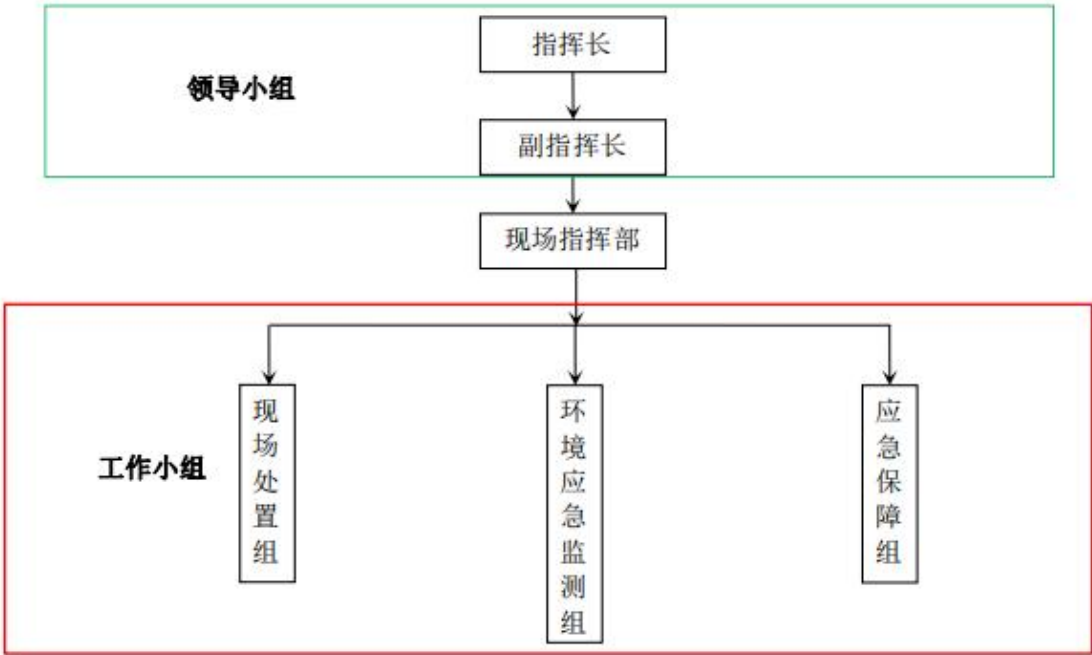 指挥长
领导小组
副指挥长
现场指挥部
工作小组
现场处置组
环境应急监测组
应急保障组